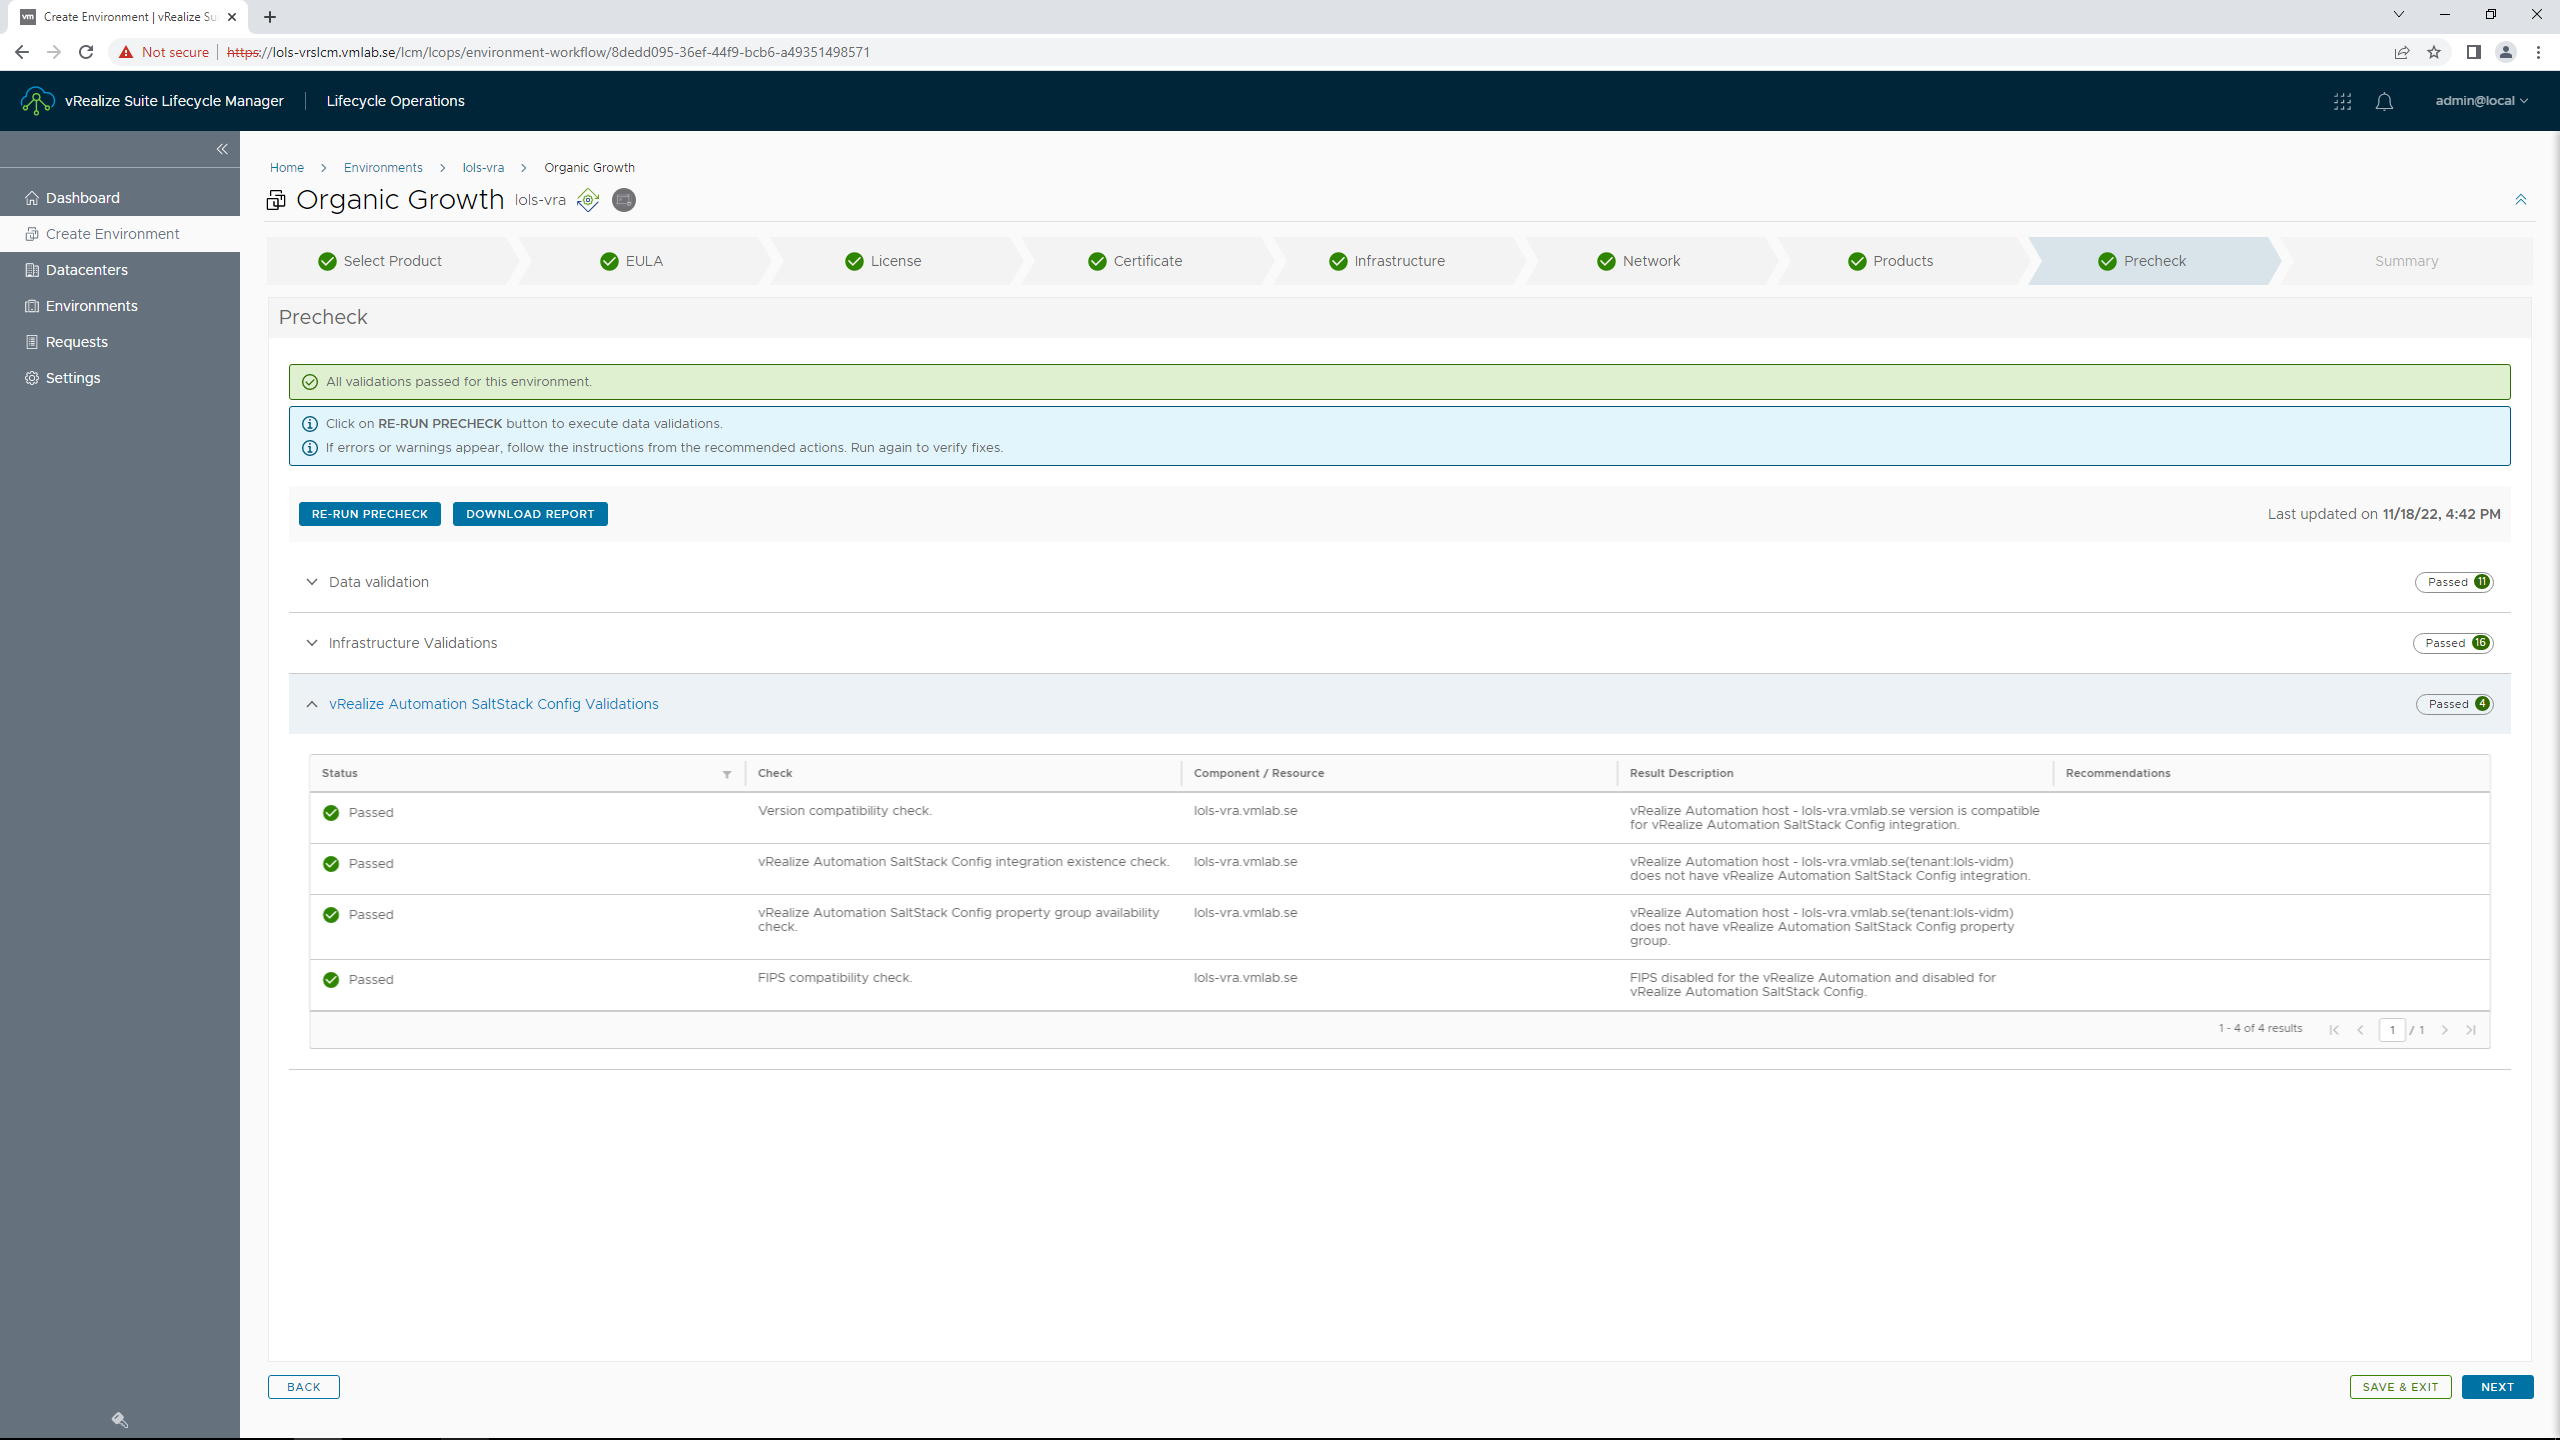 Create Environment | vRealize Su
Not secure
https://lols-vrslcm.vmlab.se/lcm/lcops/environment-workflow/8dedd095-36ef-44f9-bcb6-a49351498571
vm
vRealize Suite Lifecycle Manager
Lifecycle Operations
admin@local
Dashboard
Create Environment
Datacenters
Environments
Requests
Settings
Home > Environments > lols-vra > Organic Growth
Organic Growth lols-vra
Select Product
EULA
License
Certificate
Infrastructure
Network
Products
Precheck
Summary
Precheck
All validations passed for this environment.
Click on RE-RUN PRECHECK button to execute data validations.
If errors or warnings appear, follow the instructions from the recommended actions. Run again to verify fixes.
RE-RUN PRECHECK
DOWNLOAD REPORT
Last updated on 11/18/22, 4:42 PM
Data validation
Passed 11
Infrastructure Validations
Passed 16
vRealize Automation SaltStack Config Validations
Passed 4
Status
Check
Component / Resource
Result Description
Recommendations
Passed
Version compatibility check.
lols-vra.vmlab.se
vRealize Automation host - lols-vra.vmlab.se version is compatible
for vRealize Automation SaltStack Config integration.
Passed
vRealize Automation SaltStack Config integration existence check.
lols-vra.vmlab.se
vRealize Automation host - lols-vra.vmlab.se(tenant:lols-vidm)
does not have vRealize Automation SaltStack Config integration.
Passed
vRealize Automation SaltStack Config property group availability
check.
lols-vra.vmlab.se
vRealize Automation host - lols-vra.vmlab.se(tenant:lols-vidm)
does not have vRealize Automation SaltStack Config property
group.
Passed
FIPS compatibility check.
lols-vra.vmlab.se
FIPS disabled for the vRealize Automation and disabled for
vRealize Automation SaltStack Config.
1 - 4 of 4 results
1 / 1
BACK
SAVE & EXIT
NEXT